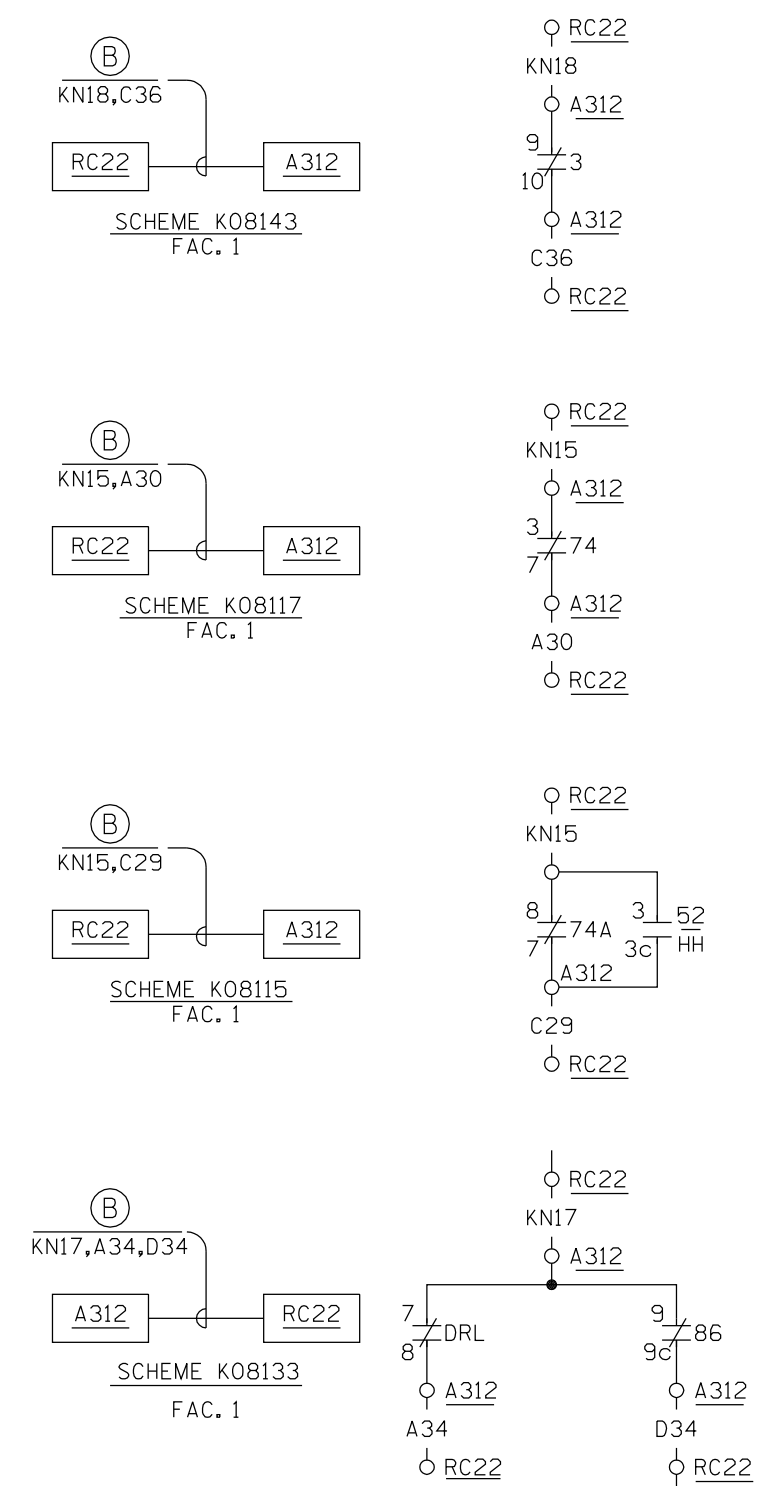 B
KN18,C36
RC22
A312
SCHEME K08143
FAC. 1
RC22
KN18
A312
9
3
10
A312
C36
RC22
B
KN15,A30
RC22
A312
SCHEME K08117
FAC. 1
RC22
KN15
A312
3
74
7
A312
A30
RC22
B
KN15,C29
RC22
A312
SCHEME K08115
FAC. 1
RC22
KN15
8
74A
7
3
52
HH
3c
A312
C29
RC22
B
KN17,A34,D34
A312
RC22
SCHEME K08133
FAC. 1
RC22
KN17
A312
7
DRL
8
A312
A34
RC22
9
86
9c
A312
D34
RC22